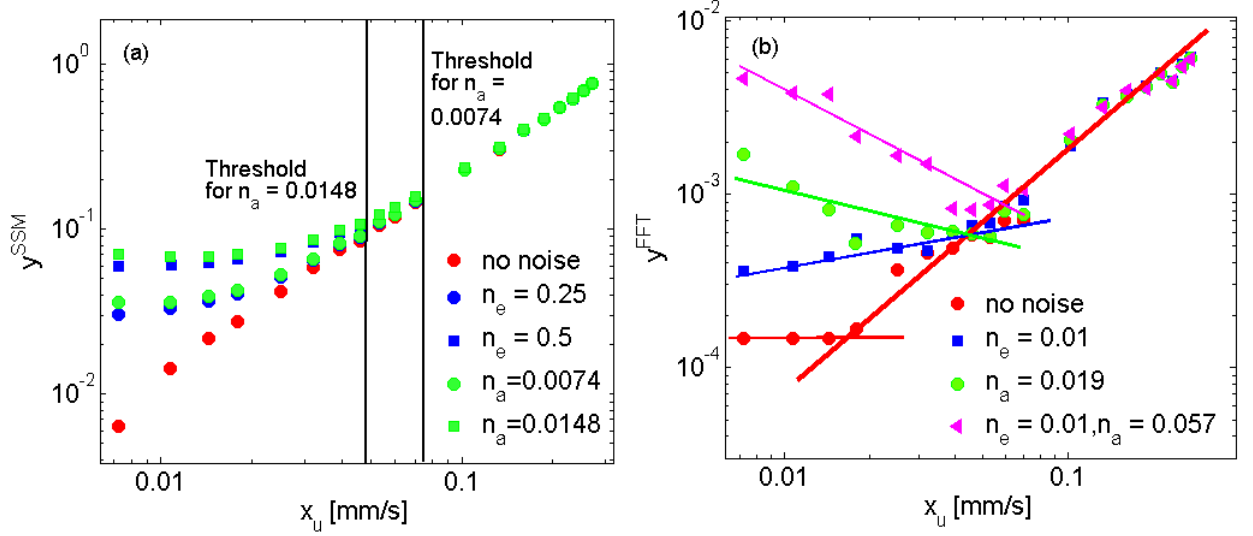 (a)
10^0
10^-1
10^-2
y^SSM
Threshold
for n_a =
0.0074
Threshold
for n_a = 0.0148
no noise
n_e = 0.25
n_e = 0.5
n_a=0.0074
n_a=0.0148
0.01
0.1
x_u [mm/s]
(b)
10^-2
10^-3
10^-4
y^FFT
no noise
n_e = 0.01
n_a = 0.019
n_e = 0.01,n_a = 0.057
0.01
0.1
x_u [mm/s]